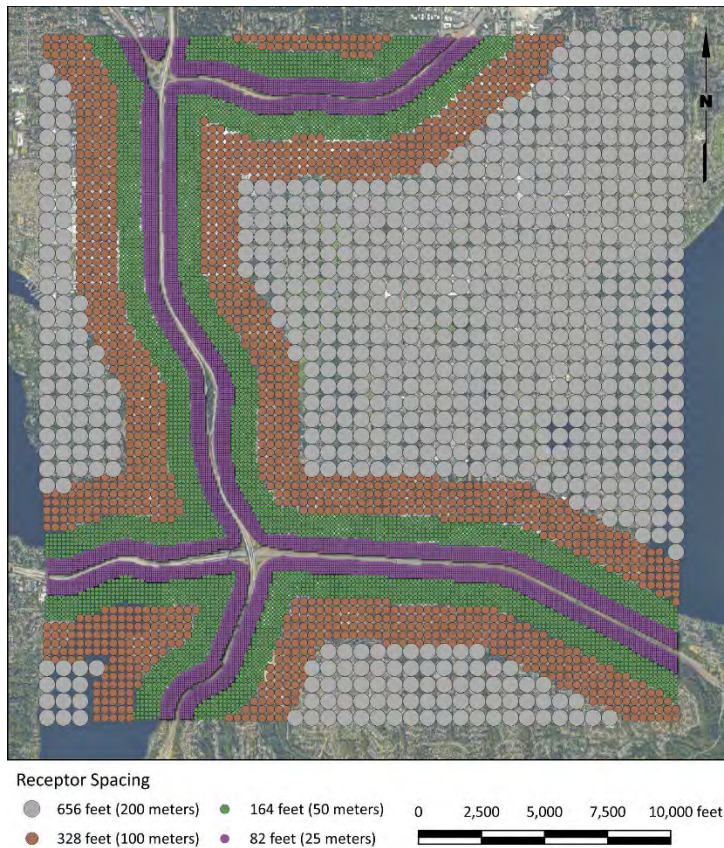 N
Receptor Spacing
656 feet (200 meters)
164 feet (50 meters)
328 feet (100 meters)
82 feet (25 meters)
0 2,500 5,000 7,500 10,000 feet